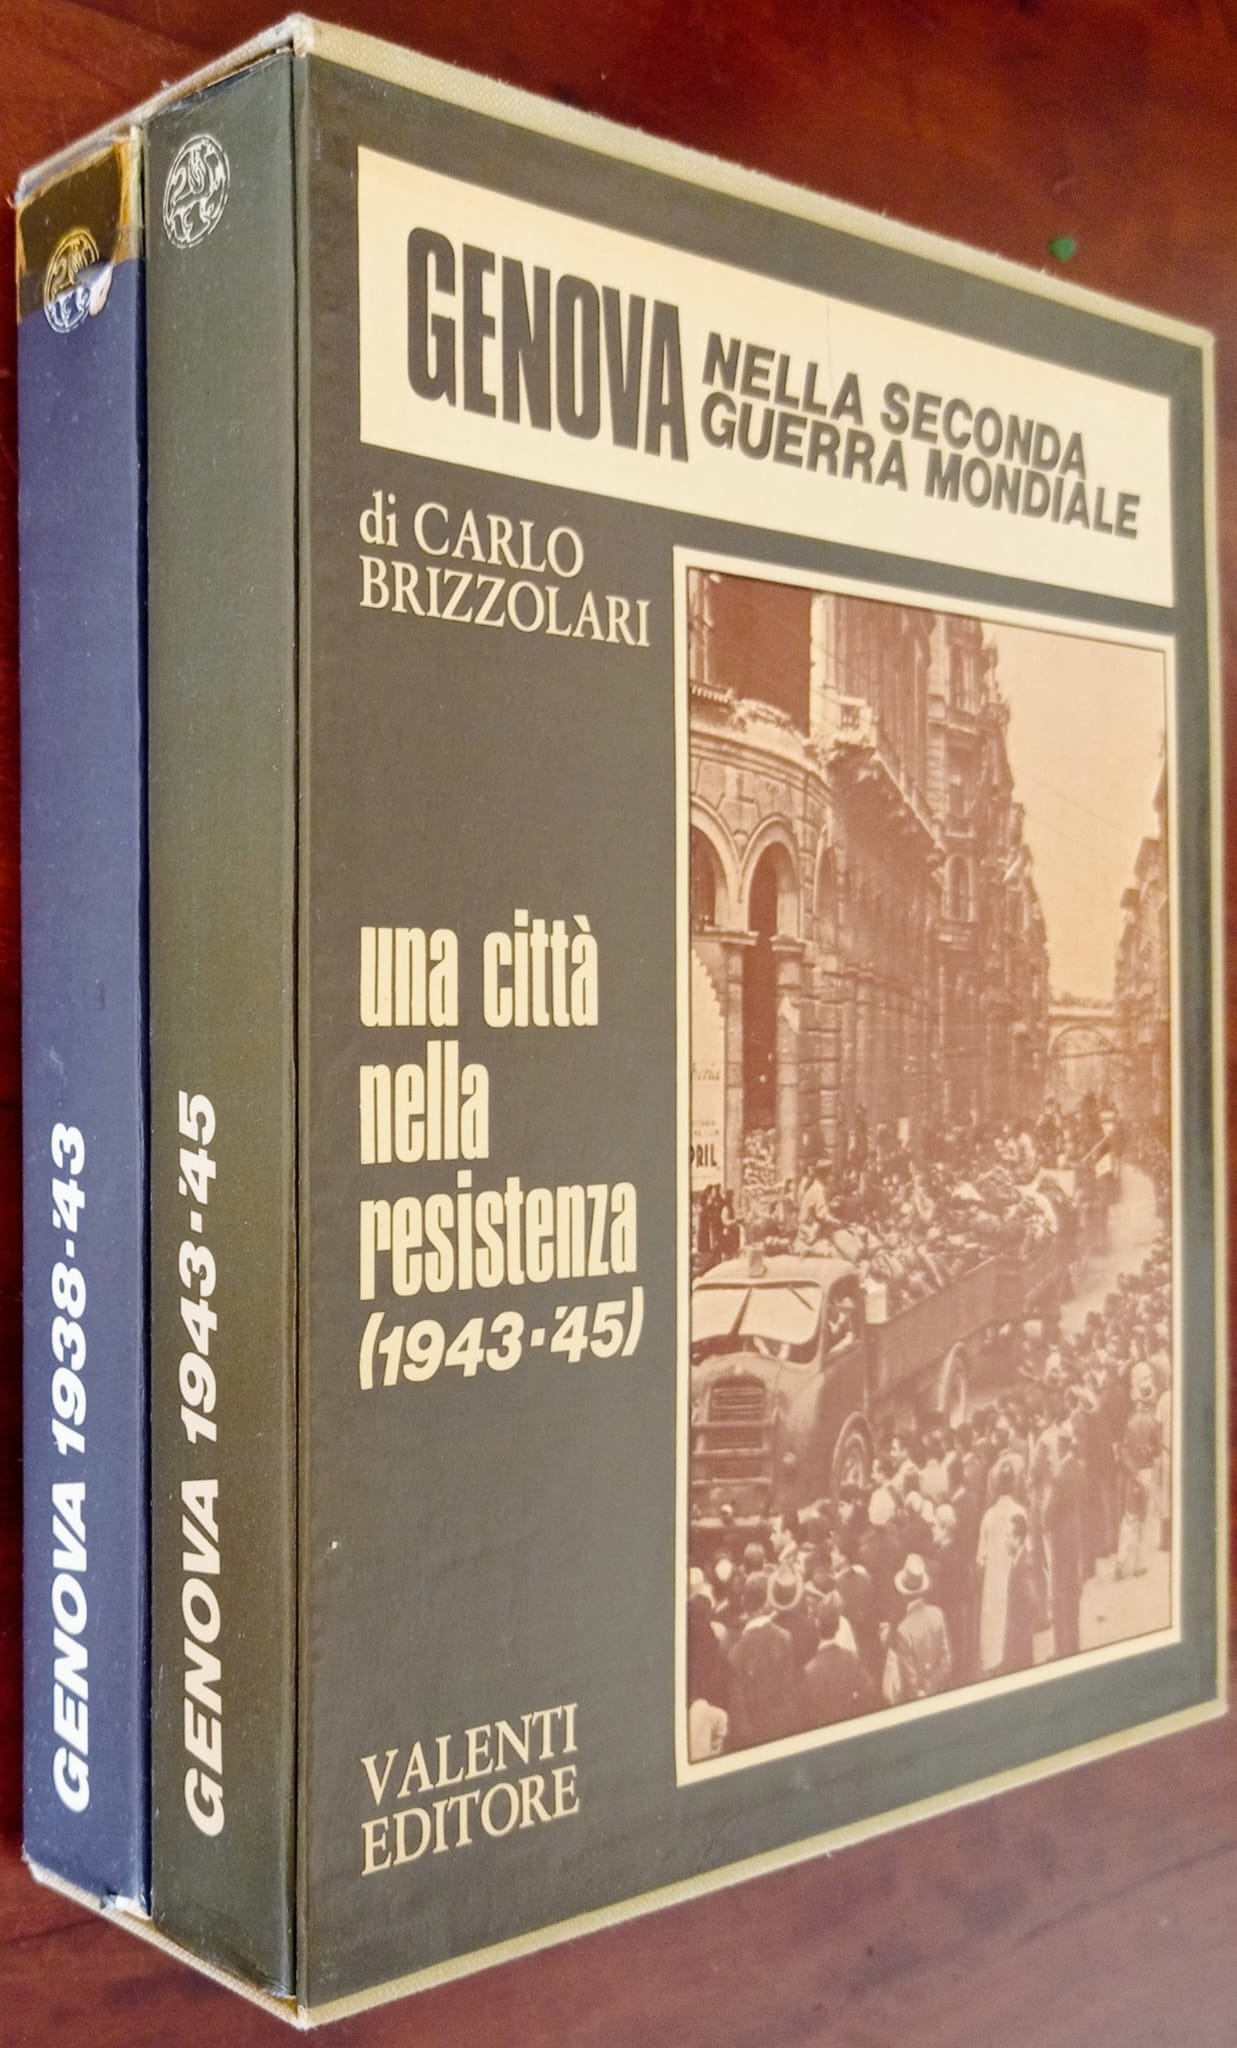 GENOVA 1938-'43
GENOVA 1943-'45
GENOVA
NELLA SECONDA
GUERRA MONDIALE
di CARLO
BRIZZOLARI
una città
nella
resistenza
(1943-'45)
PRIL
VALENTI
EDITORE